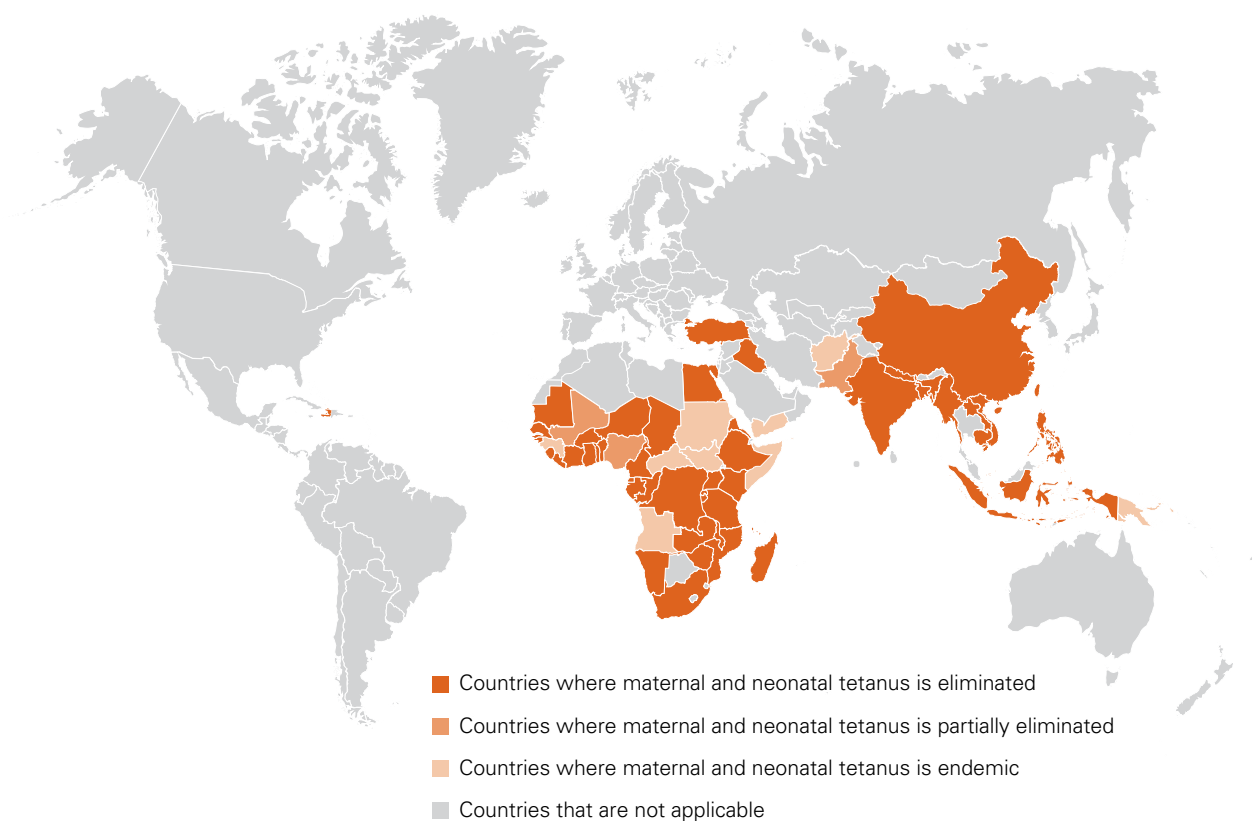 Countries where maternal and neonatal tetanus is eliminated
Countries where maternal and neonatal tetanus is partially eliminated
Countries where maternal and neonatal tetanus is endemic
Countries that are not applicable